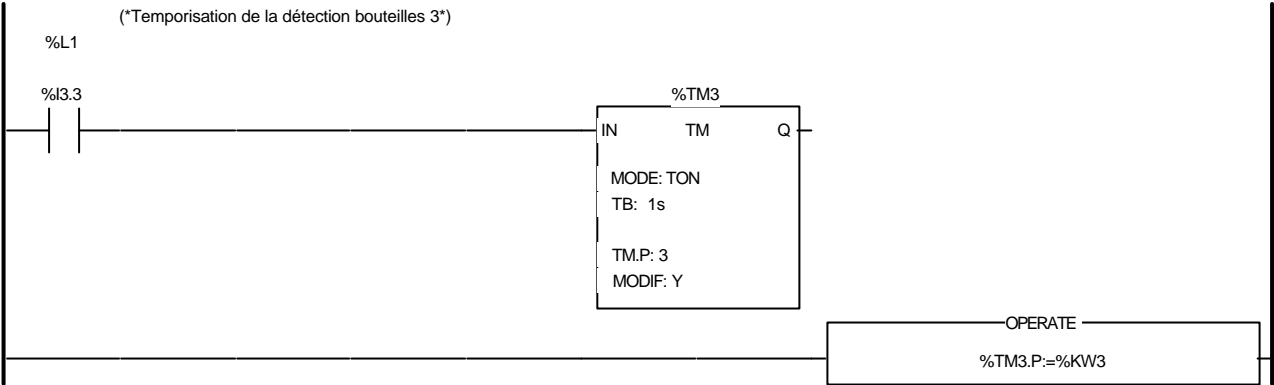 (*Temporisation de la détection bouteilles 3*)
%L1
%I3.3
%TM3
IN TM Q
MODE: TON
TB: 1s
TM.P: 3
MODIF: Y
OPERATE
%TM3.P:=%KW3